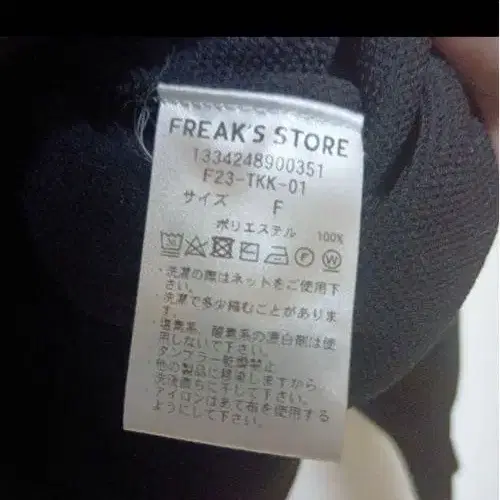 FREAK'S STORE
1334248900351
F23-TKK-01
サイズ F
ポリエステル 100%
・洗濯の際はネットをご使用下
さい。
・洗濯で多少縮むことがありま
す。
・塩素系、酸素系の漂白剤は使
用しないで下さい。
タンブラー乾燥禁止
・他の製品に移染しますから
洗濯後直ちに干して下さい。
アイロンはあて布を使用する
ようにして下さい。